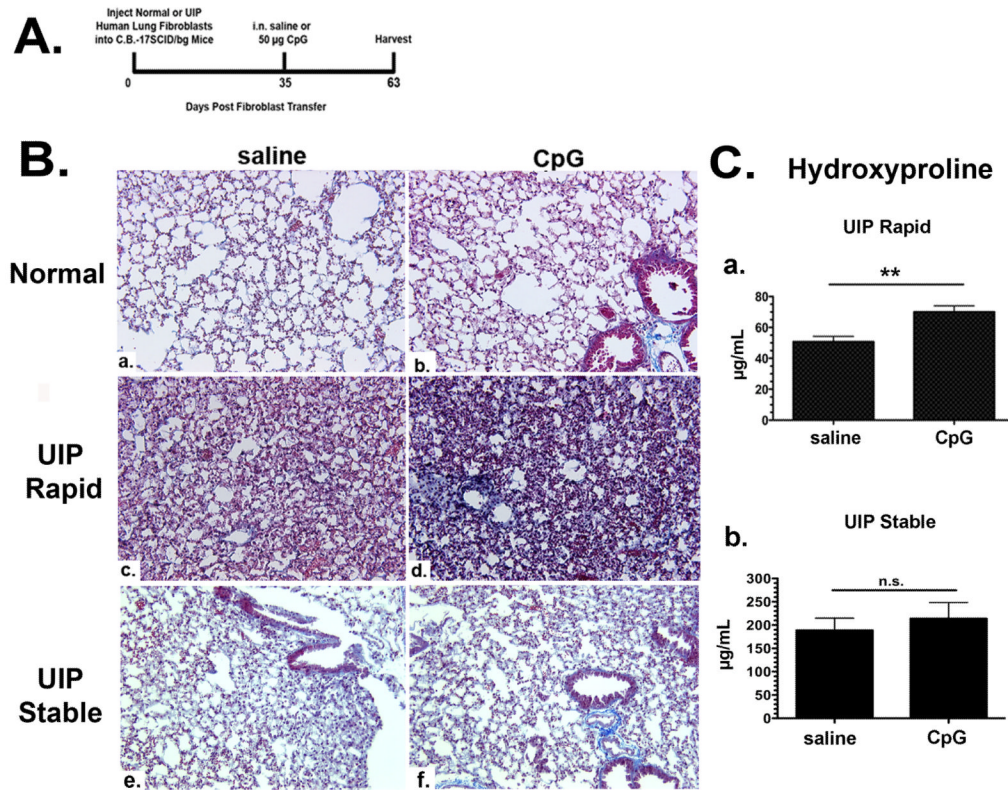 A.
Inject Normal or UIP
Human Lung Fibroblasts
into C.B.-17SCID/bg Mice
i.n. saline or
50 µg CpG
Harvest
0
35
63
Days Post Fibroblast Transfer
B.
saline
CpG
Normal
a.
b.
UIP
Rapid
c.
d.
UIP
Stable
e.
f.
C.
Hydroxyproline
UIP Rapid
a.
**
µg/mL
80
60
40
20
0
saline
CpG
UIP Stable
b.
n.s.
µg/mL
300
250
200
150
100
50
0
saline
CpG